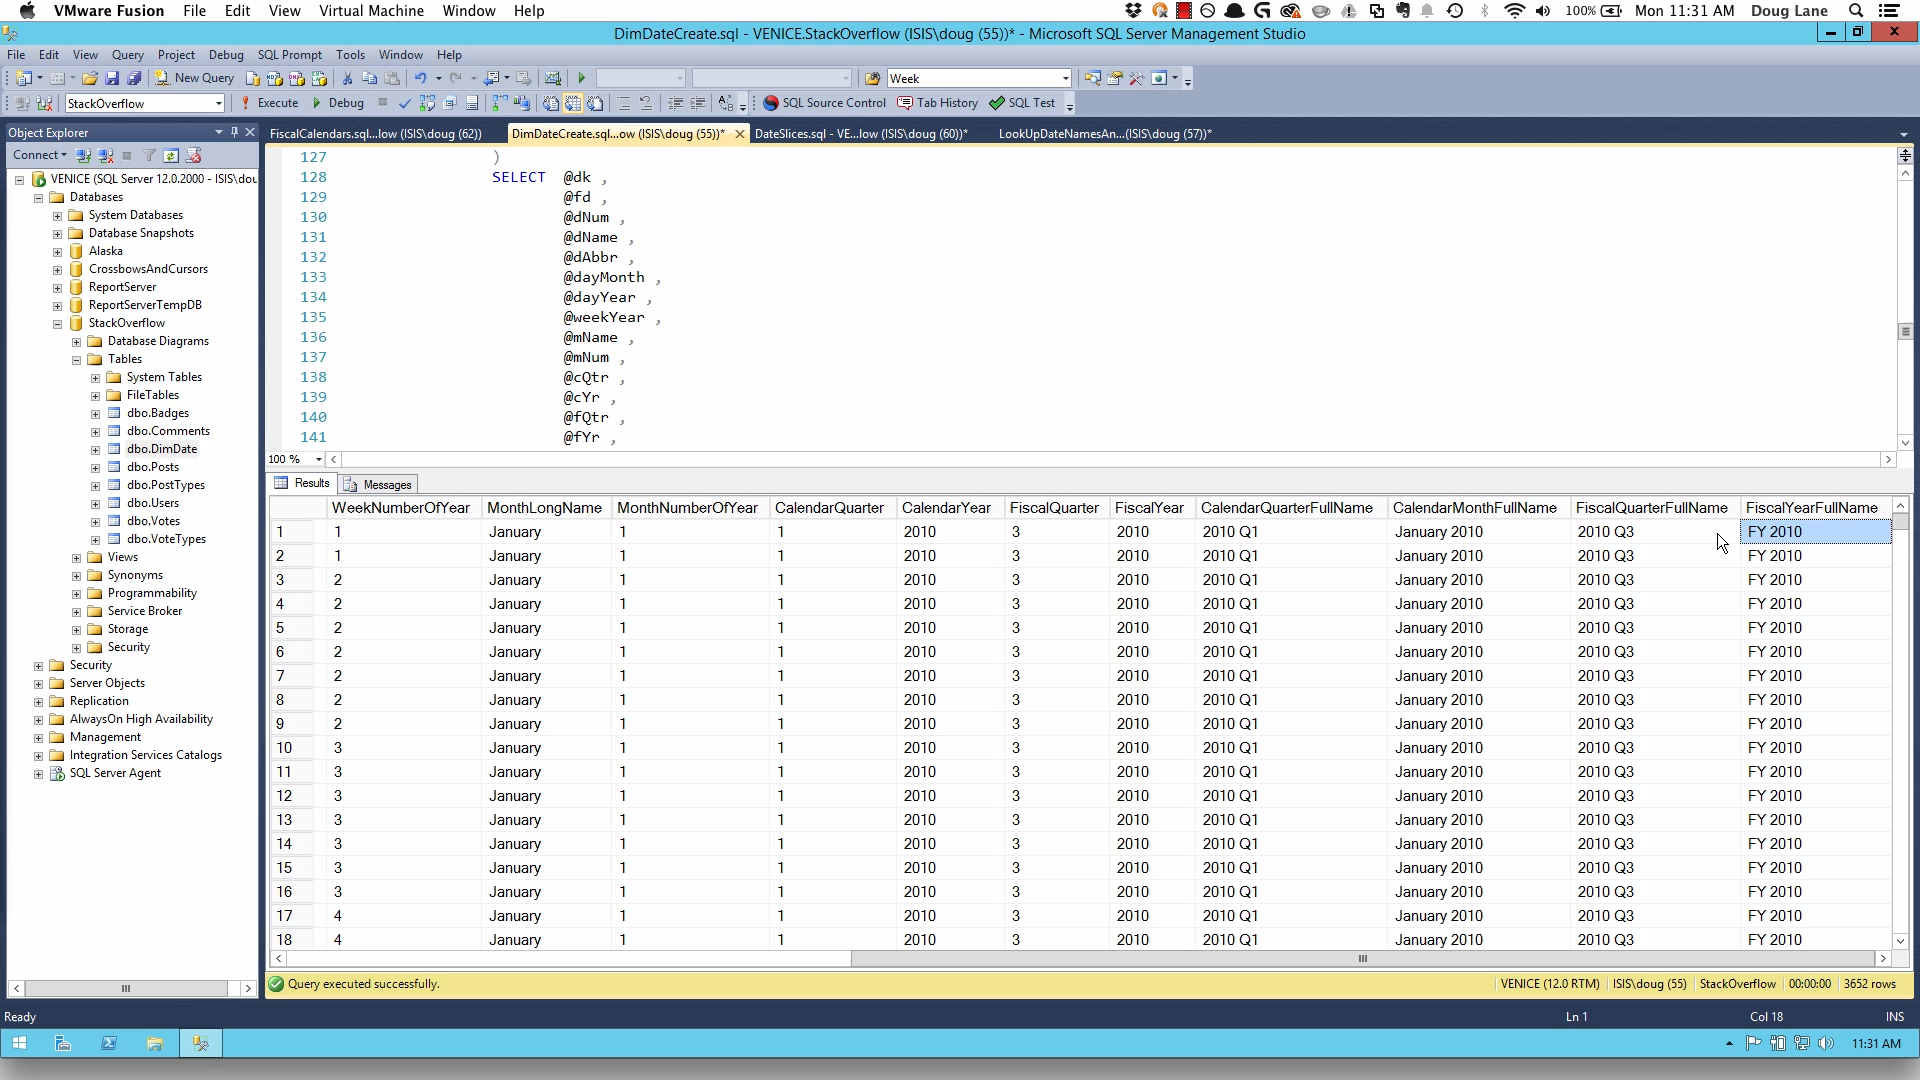 VMware Fusion File Edit View Virtual Machine Window Help 100% Mon 11:31 AM Doug Lane
DimDateCreate.sql - VENICE.StackOverflow (ISIS\doug (55))* - Microsoft SQL Server Management Studio
File Edit View Query Project Debug SQL Prompt Tools Window Help
New Query Week
StackOverflow Execute Debug SQL Source Control Tab History SQL Test
Object Explorer
FiscalCalendars.sql...low (ISIS\doug (62)) DimDateCreate.sql...ow (ISIS\doug (55))* DateSlices.sql - VE...low (ISIS\doug (60))* LookUpDateNamesAn...(ISIS\doug (57))*
Connect
VENICE (SQL Server 12.0.2000 - ISIS\dou
Databases
System Databases
Database Snapshots
Alaska
CrossbowsAndCursors
ReportServer
ReportServerTempDB
StackOverflow
Database Diagrams
Tables
System Tables
FileTables
dbo.Badges
dbo.Comments
dbo.DimDate
dbo.Posts
dbo.PostTypes
dbo.Users
dbo.Votes
dbo.VoteTypes
Views
Synonyms
Programmability
Service Broker
Storage
Security
Security
Server Objects
Replication
AlwaysOn High Availability
Management
Integration Services Catalogs
SQL Server Agent
127 )
128 SELECT @dk ,
129 @fd ,
130 @dNum ,
131 @dName ,
132 @dAbbr ,
133 @dayMonth ,
134 @dayYear ,
135 @weekYear ,
136 @mName ,
137 @mNum ,
138 @cQtr ,
139 @cYr ,
140 @fQtr ,
141 @fYr ,
100 %
Results Messages
WeekNumberOfYear MonthLongName MonthNumberOfYear CalendarQuarter CalendarYear FiscalQuarter FiscalYear CalendarQuarterFullName CalendarMonthFullName FiscalQuarterFullName FiscalYearFullName
1 1 January 1 1 2010 3 2010 2010 Q1 January 2010 2010 Q3 FY 2010
2 1 January 1 1 2010 3 2010 2010 Q1 January 2010 2010 Q3 FY 2010
3 2 January 1 1 2010 3 2010 2010 Q1 January 2010 2010 Q3 FY 2010
4 2 January 1 1 2010 3 2010 2010 Q1 January 2010 2010 Q3 FY 2010
5 2 January 1 1 2010 3 2010 2010 Q1 January 2010 2010 Q3 FY 2010
6 2 January 1 1 2010 3 2010 2010 Q1 January 2010 2010 Q3 FY 2010
7 2 January 1 1 2010 3 2010 2010 Q1 January 2010 2010 Q3 FY 2010
8 2 January 1 1 2010 3 2010 2010 Q1 January 2010 2010 Q3 FY 2010
9 2 January 1 1 2010 3 2010 2010 Q1 January 2010 2010 Q3 FY 2010
10 3 January 1 1 2010 3 2010 2010 Q1 January 2010 2010 Q3 FY 2010
11 3 January 1 1 2010 3 2010 2010 Q1 January 2010 2010 Q3 FY 2010
12 3 January 1 1 2010 3 2010 2010 Q1 January 2010 2010 Q3 FY 2010
13 3 January 1 1 2010 3 2010 2010 Q1 January 2010 2010 Q3 FY 2010
14 3 January 1 1 2010 3 2010 2010 Q1 January 2010 2010 Q3 FY 2010
15 3 January 1 1 2010 3 2010 2010 Q1 January 2010 2010 Q3 FY 2010
16 3 January 1 1 2010 3 2010 2010 Q1 January 2010 2010 Q3 FY 2010
17 4 January 1 1 2010 3 2010 2010 Q1 January 2010 2010 Q3 FY 2010
18 4 January 1 1 2010 3 2010 2010 Q1 January 2010 2010 Q3 FY 2010
Query executed successfully. VENICE (12.0 RTM) ISIS\doug (55) StackOverflow 00:00:00 3652 rows
Ready Ln 1 Col 18 INS
11:31 AM